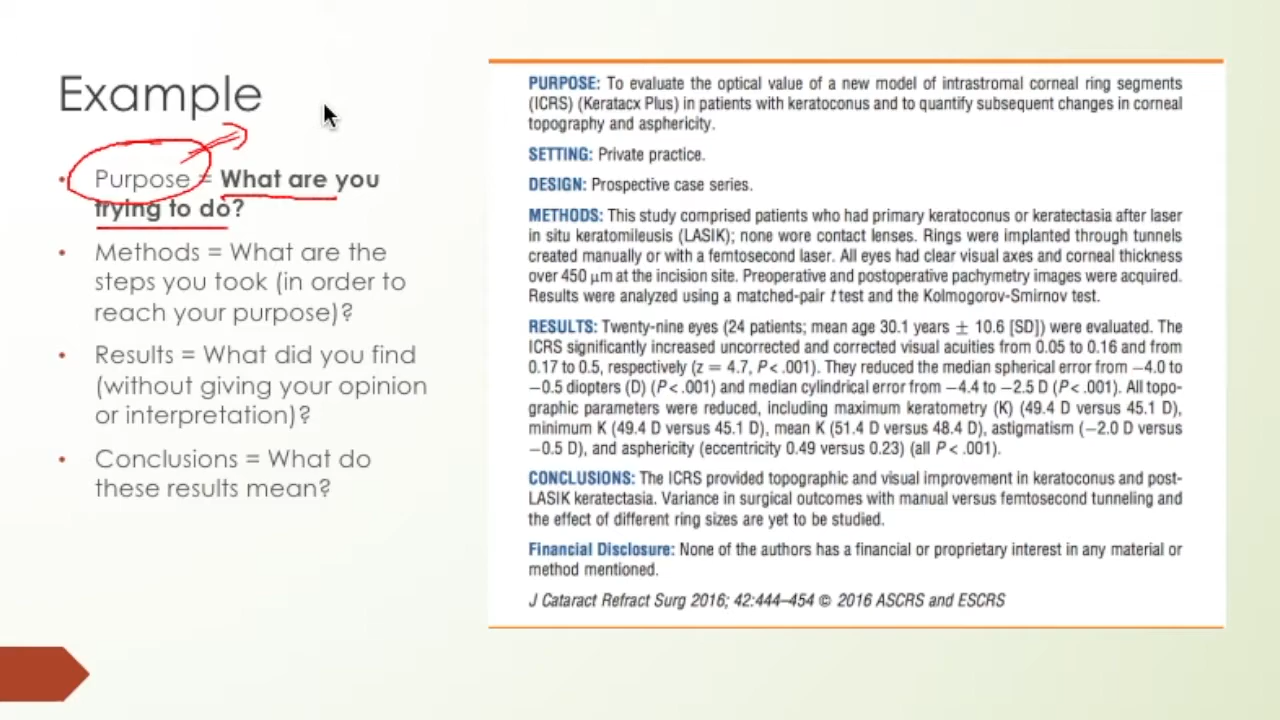 Example
• Purpose = What are you
trying to do?
• Methods = What are the
steps you took (in order to
reach your purpose)?
• Results = What did you find
(without giving your opinion
or interpretation)?
• Conclusions = What do
these results mean?
PURPOSE: To evaluate the optical value of a new model of intrastromal corneal ring segments
(ICRS) (Keratacx Plus) in patients with keratoconus and to quantify subsequent changes in corneal
topography and asphericity.
SETTING: Private practice.
DESIGN: Prospective case series.
METHODS: This study comprised patients who had primary keratoconus or keratectasia after laser
in situ keratomileusis (LASIK); none wore contact lenses. Rings were implanted through tunnels
created manually or with a femtosecond laser. All eyes had clear visual axes and corneal thickness
over 450 μm at the incision site. Preoperative and postoperative pachymetry images were acquired.
Results were analyzed using a matched-pair t test and the Kolmogorov-Smirnov test.
RESULTS: Twenty-nine eyes (24 patients; mean age 30.1 years ± 10.6 [SD]) were evaluated. The
ICRS significantly increased uncorrected and corrected visual acuities from 0.05 to 0.16 and from
0.17 to 0.5, respectively (z = 4.7, P < .001). They reduced the median spherical error from −4.0 to
−0.5 diopters (D) (P < .001) and median cylindrical error from −4.4 to −2.5 D (P < .001). All topo-
graphic parameters were reduced, including maximum keratometry (K) (49.4 D versus 45.1 D),
minimum K (49.4 D versus 45.1 D), mean K (51.4 D versus 48.4 D), astigmatism (−2.0 D versus
−0.5 D), and asphericity (eccentricity 0.49 versus 0.23) (all P < .001).
CONCLUSIONS: The ICRS provided topographic and visual improvement in keratoconus and post-
LASIK keratectasia. Variance in surgical outcomes with manual versus femtosecond tunneling and
the effect of different ring sizes are yet to be studied.
Financial Disclosure: None of the authors has a financial or proprietary interest in any material or
method mentioned.
J Cataract Refract Surg 2016; 42:444–454 © 2016 ASCRS and ESCRS